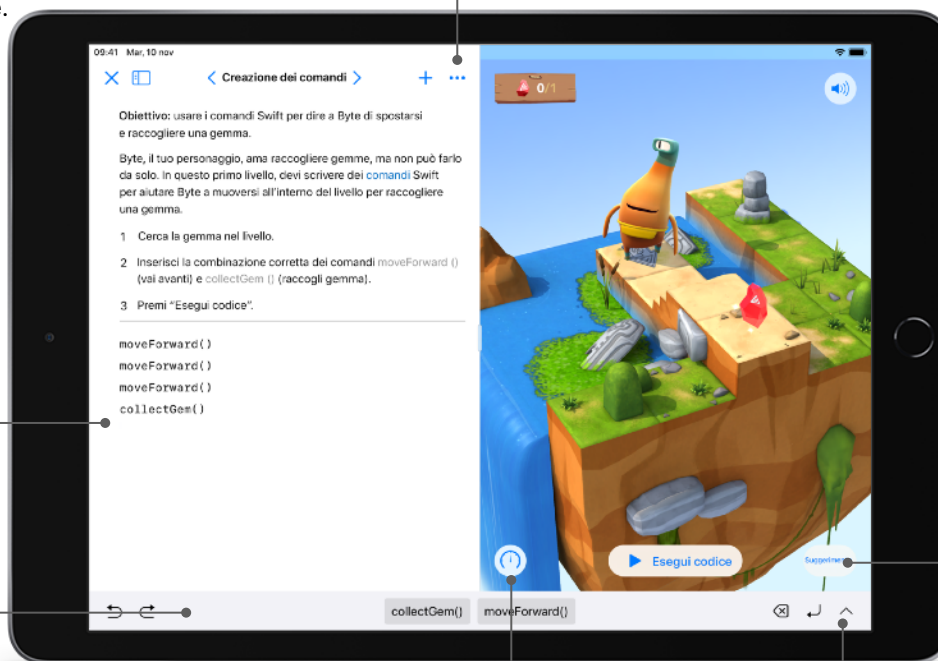 09:41 Mar, 10 nov
Creazione dei comandi
0/1
Obiettivo: usare i comandi Swift per dire a Byte di spostarsi
e raccogliere una gemma.
Byte, il tuo personaggio, ama raccogliere gemme, ma non può farlo
da solo. In questo primo livello, devi scrivere dei comandi Swift
per aiutare Byte a muoversi all'interno del livello per raccogliere
una gemma.
1 Cerca la gemma nel livello.
2 Inserisci la combinazione corretta dei comandi moveForward ()
(vai avanti) e collectGem () (raccogli gemma).
3 Premi “Esegui codice”.
moveForward()
moveForward()
moveForward()
collectGem()
Esegui codice
collectGem()
moveForward()